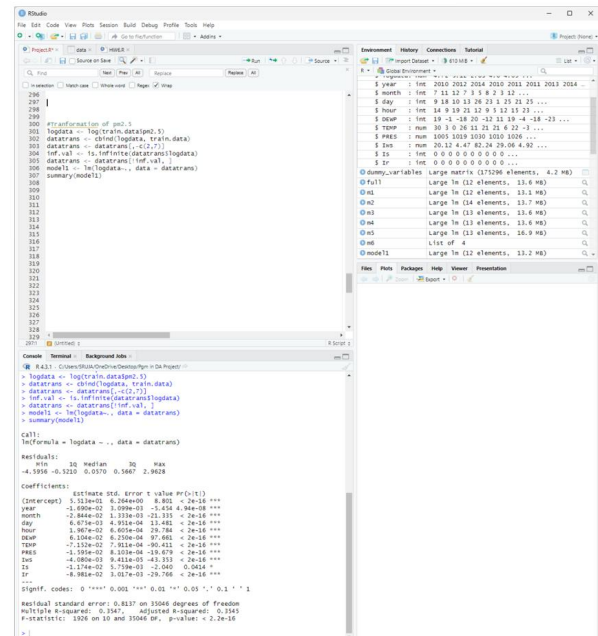 RStudio
File Edit Code View Plots Session Build Debug Profile Tools Help
Go to file/function
Addins
Project: (None)
Project.R* data HWE.R
Source on Save Run Source
Find Next Prev All Replace Replace All
In selection Match case Whole word Regex Wrap
296
297
298
299
300 #Tranformation of pm2.5
301 logdata <- log(train.data$pm2.5)
302 datatrans <- cbind(logdata, train.data)
303 datatrans <- datatrans[,-c(2,7)]
304 inf.val <- is.infinite(datatrans$logdata)
305 datatrans <- datatrans[!inf.val, ]
306 model1 <- lm(logdata~., data = datatrans)
307 summary(model1)
308
309
310
311
312
313
314
315
316
317
318
319
320
321
322
323
324
325
326
327
328
329
297:1 (Untitled) R Script
Console Terminal Background Jobs
R 4.3.1 · C:/Users/SRUJA/OneDrive/Desktop/Pgm in DA Project/
> logdata <- log(train.data$pm2.5)
> datatrans <- cbind(logdata, train.data)
> datatrans <- datatrans[,-c(2,7)]
> inf.val <- is.infinite(datatrans$logdata)
> datatrans <- datatrans[!inf.val, ]
> model1 <- lm(logdata~., data = datatrans)
> summary(model1)
Call:
lm(formula = logdata ~ ., data = datatrans)
Residuals:
Min 1Q Median 3Q Max
-4.5956 -0.5210 0.0570 0.5667 2.9628
Coefficients:
Estimate Std. Error t value Pr(>|t|)
(Intercept) 5.513e+01 6.264e+00 8.801 < 2e-16 ***
year -1.690e-02 3.099e-03 -5.454 4.94e-08 ***
month -2.844e-02 1.333e-03 -21.335 < 2e-16 ***
day 6.673e-03 4.951e-04 13.481 < 2e-16 ***
hour 1.967e-02 6.605e-04 29.784 < 2e-16 ***
DEWP 6.104e-02 6.250e-04 97.661 < 2e-16 ***
TEMP -7.152e-02 7.911e-04 -90.411 < 2e-16 ***
PRES -1.595e-02 8.103e-04 -19.679 < 2e-16 ***
Iws -4.080e-03 9.411e-05 -43.353 < 2e-16 ***
Is -1.174e-02 5.759e-03 -2.040 0.0414 *
Ir -8.981e-02 3.017e-03 -29.766 < 2e-16 ***
---
Signif. codes: 0 '***' 0.001 '**' 0.01 '*' 0.05 '.' 0.1 ' ' 1
Residual standard error: 0.8137 on 35046 degrees of freedom
Multiple R-squared: 0.3547, Adjusted R-squared: 0.3545
F-statistic: 1926 on 10 and 35046 DF, p-value: < 2.2e-16
>
Environment History Connections Tutorial
Import Dataset 610 MiB List
R Global Environment
$ year : int 2010 2012 2014 2010 2011 2011 2013 2014 ..
$ month : int 7 11 12 7 3 5 8 2 3 12 ...
$ day : int 9 18 10 13 26 23 1 25 21 25 ...
$ hour : int 14 9 19 21 12 9 5 12 15 23 ...
$ DEWP : int 19 -1 -18 20 -12 11 19 -4 -18 -23 ...
$ TEMP : num 30 3 0 26 11 21 21 6 22 -3 ...
$ PRES : num 1005 1019 1030 1010 1026 ...
$ Iws : num 20.12 4.47 82.24 29.06 4.92 ...
$ Is : int 0 0 0 0 0 0 0 0 0 0 ...
$ Ir : int 0 0 0 0 0 0 0 0 0 0 ...
dummy_variables Large matrix (175296 elements, 4.2 MB)
full Large lm (12 elements, 13.6 MB)
m1 Large lm (12 elements, 13.1 MB)
m2 Large lm (14 elements, 13.7 MB)
m3 Large lm (13 elements, 13.6 MB)
m4 Large lm (13 elements, 13.6 MB)
m5 Large lm (13 elements, 16.9 MB)
m6 List of 4
model1 Large lm (12 elements, 13.2 MB)
Files Plots Packages Help Viewer Presentation
Zoom Export